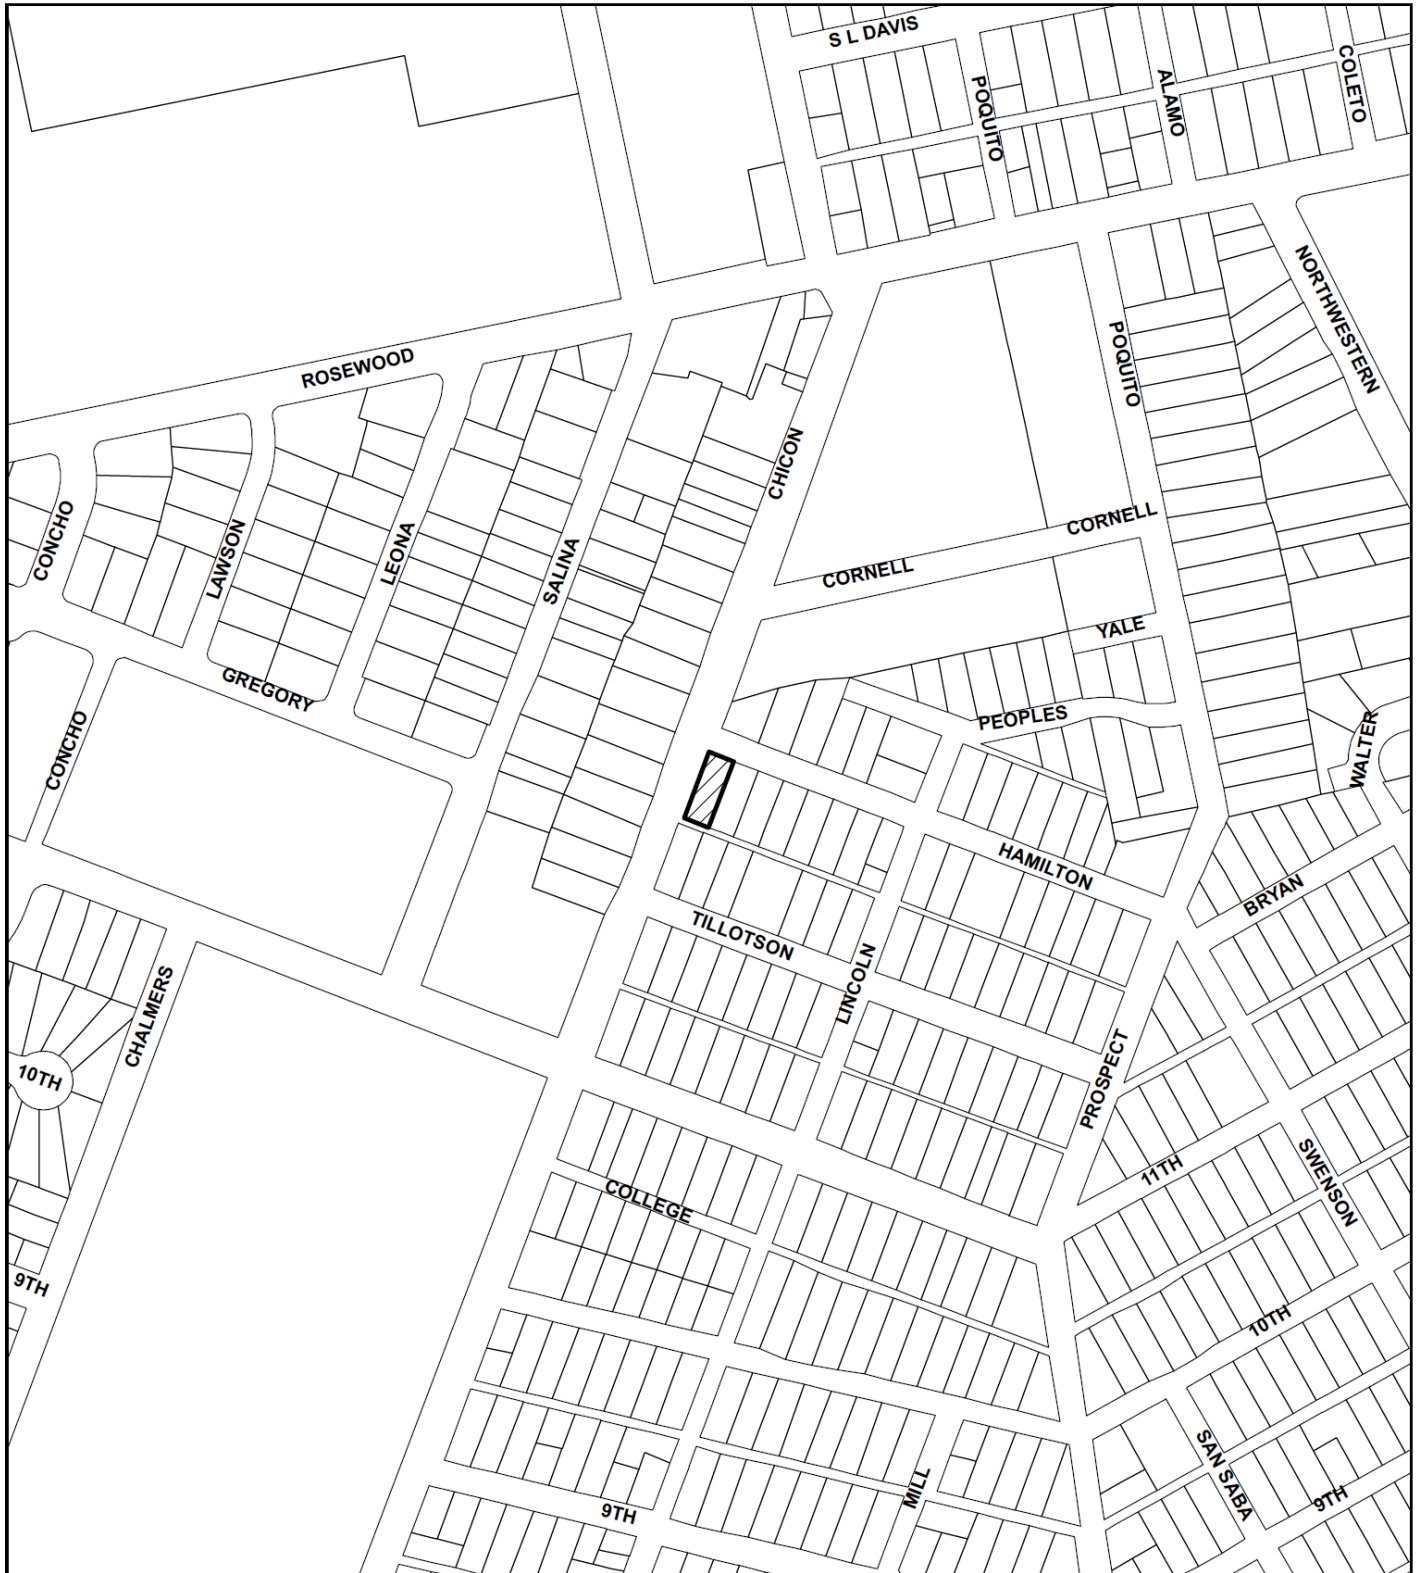 S L DAVIS
COLETO
ALAMO
POQUITO
NORTHWESTERN
ROSEWOOD
POQUITO
CHICON
CORNELL
CONCHO
LAWSON
LEONA
SALINA
CORNELL
YALE
GREGORY
PEOPLES
CONCHO
WALTER
HAMILTON
BRYAN
TILLOTSON
LINCOLN
CHALMERS
10TH
PROSPECT
11TH
SWENSON
COLLEGE
9TH
10TH
SAN SABA
MILL
9TH
9TH